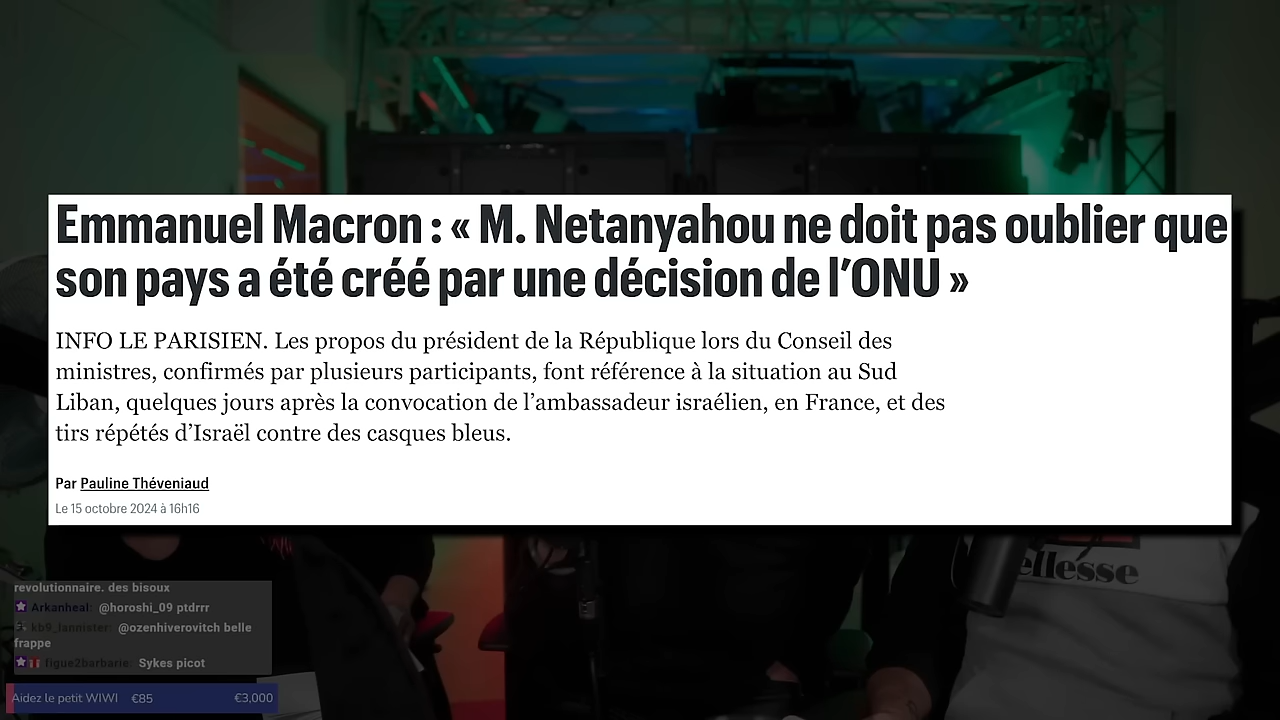 Emmanuel Macron : « M. Netanyahou ne doit pas oublier que
son pays a été créé par une décision de l’ONU »
INFO LE PARISIEN. Les propos du président de la République lors du Conseil des
ministres, confirmés par plusieurs participants, font référence à la situation au Sud
Liban, quelques jours après la convocation de l’ambassadeur israélien, en France, et des
tirs répétés d’Israël contre des casques bleus.
Par Pauline Théveniaud
Le 15 octobre 2024 à 16h16
ellesse
revolutionnaire. des bisoux
Arkanheal: @horoshi_09 ptdrrr
kb9_lannister: @ozenhiverovitch belle
frappe
figue2barbarie: Sykes picot
Aidez le petit WIWI €85 €3,000